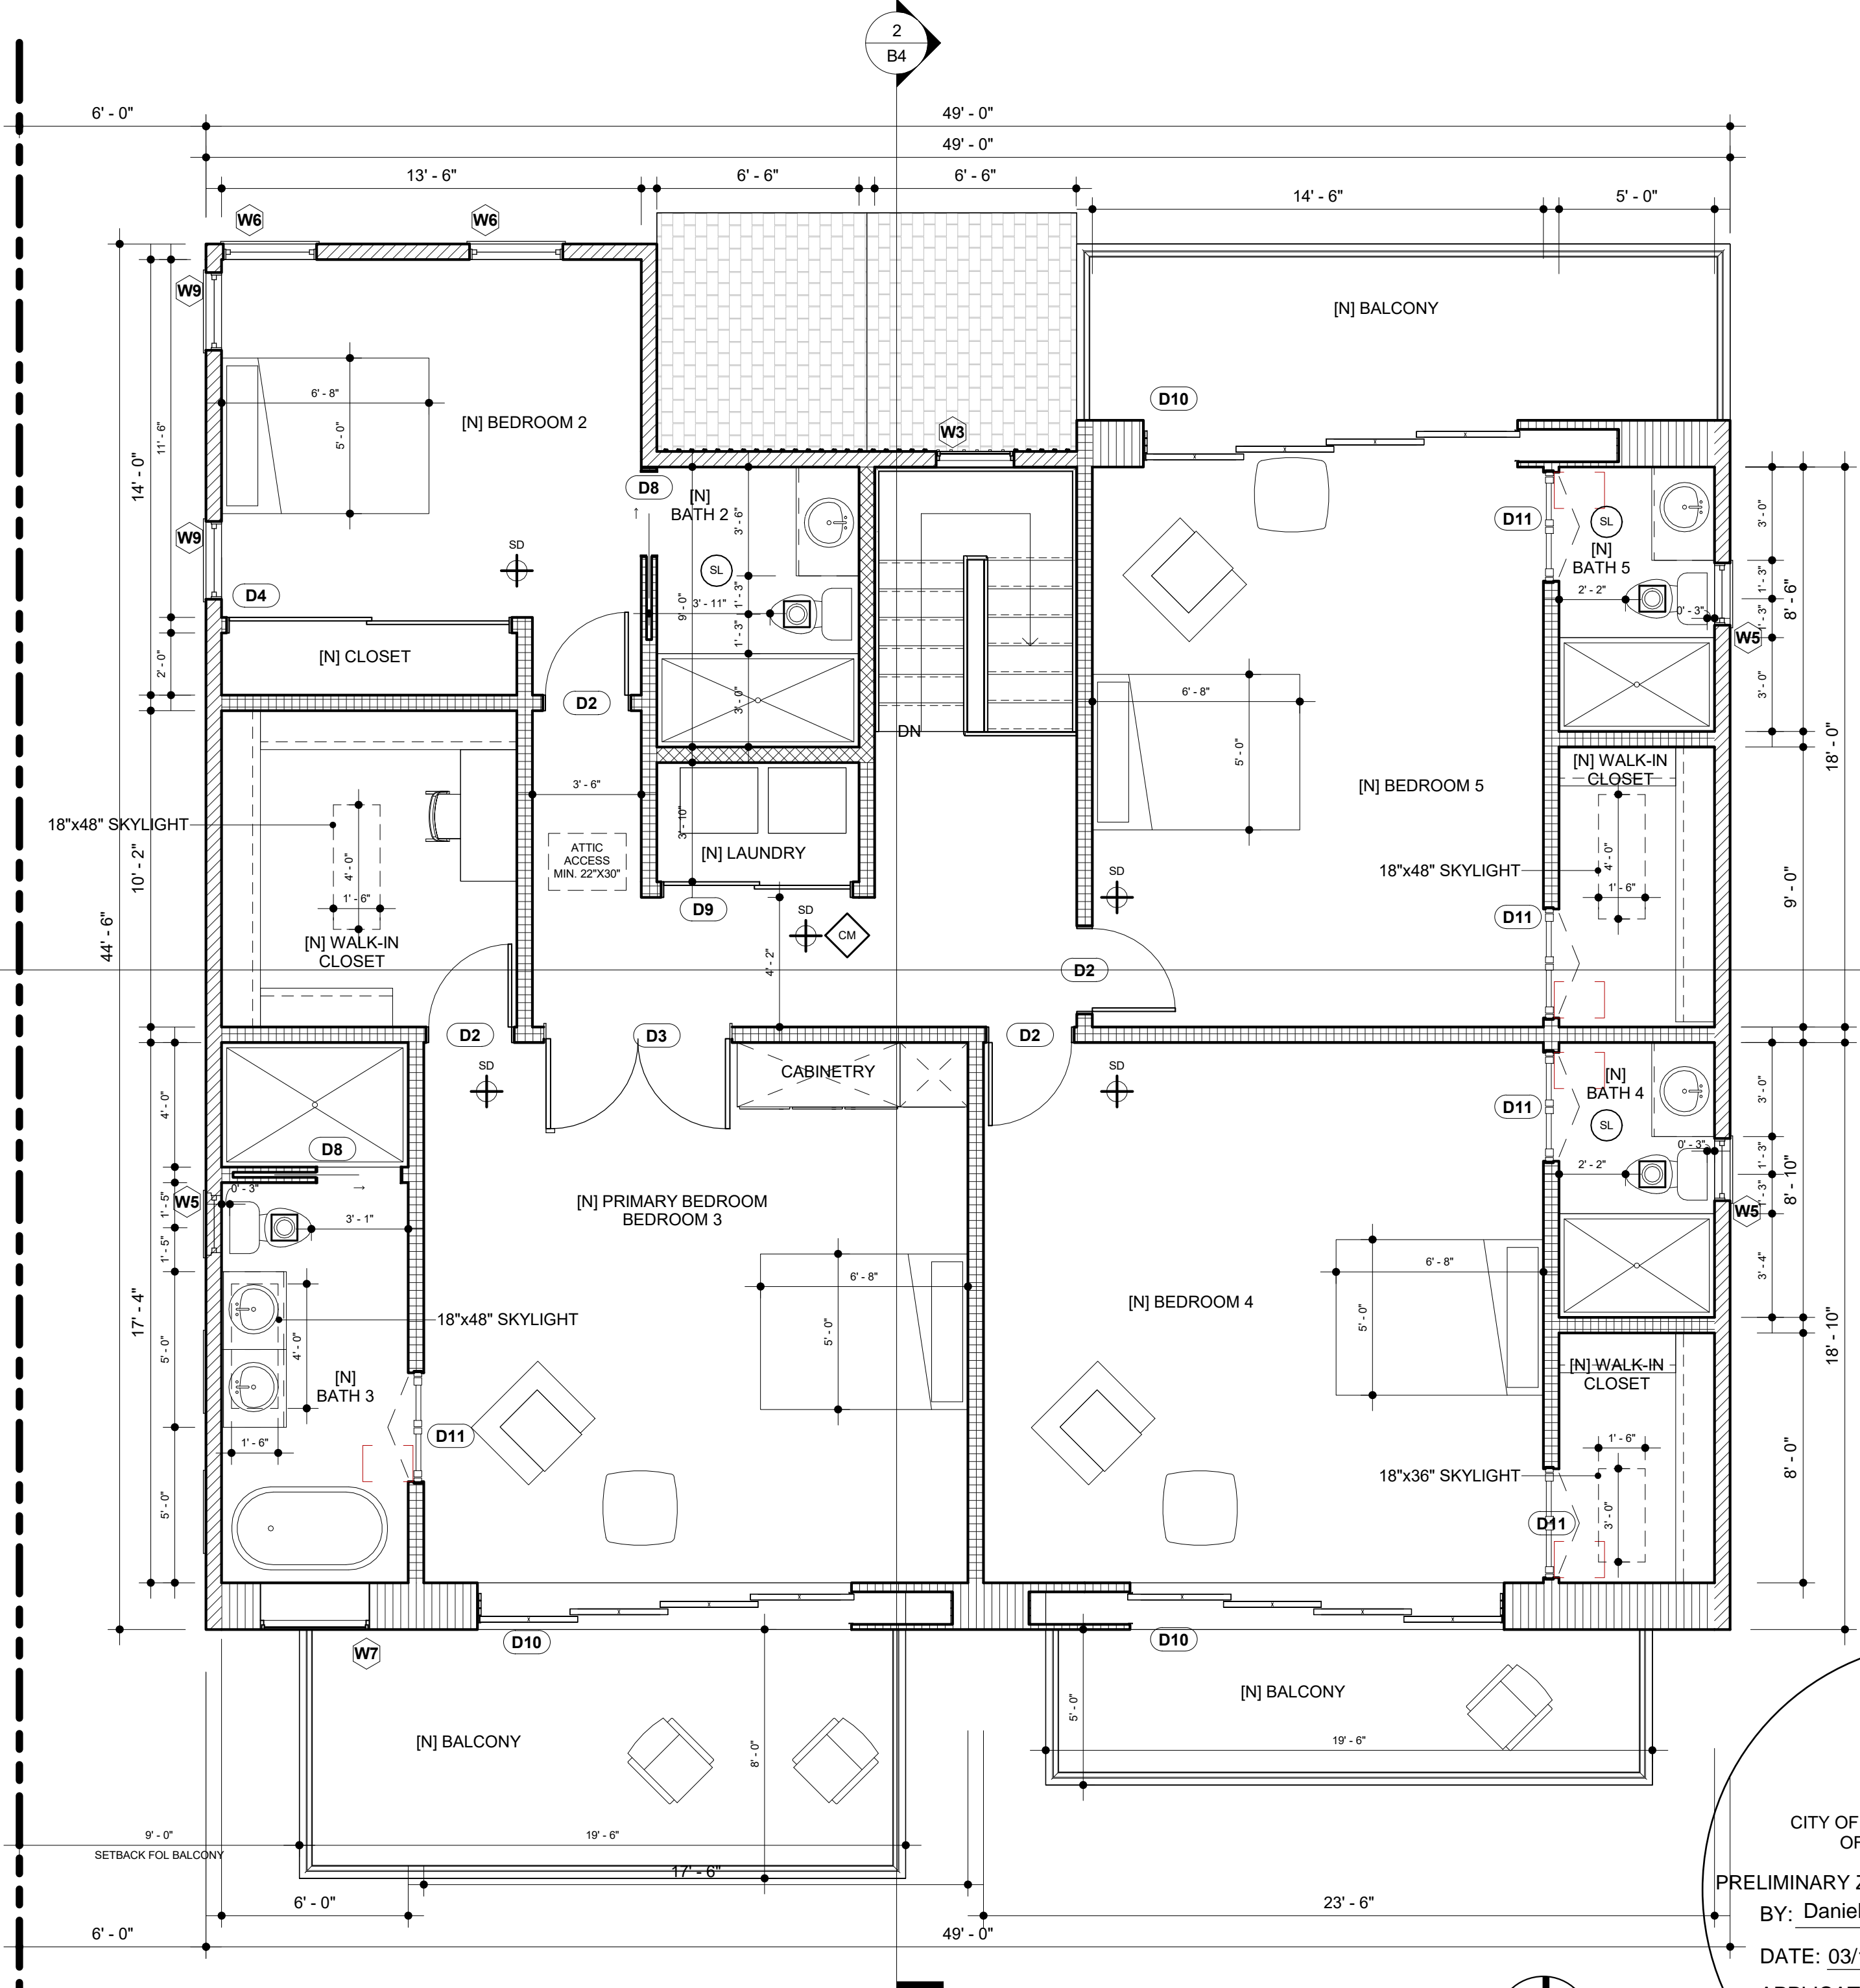 2
B4
6' - 0"
49' - 0"
49' - 0"
13' - 6"
6' - 6"
6' - 6"
14' - 6"
5' - 0"
W6
W6
W9
[N] BALCONY
6' - 8"
5' - 0"
[N] BEDROOM 2
D10
W3
11' - 6"
14' - 0"
D8
[N]
BATH 2
3' - 6"
D11
SL
[N]
BATH 5
3' - 0"
W9
SD
SL
D4
9' - 0"
3' - 11"
1' - 3"
1' - 3"
2' - 2"
0' - 3"
1' - 3"
1' - 3"
8' - 6"
W5
[N] CLOSET
2' - 0"
D2
3' - 0"
DN
6' - 8"
5' - 0"
3' - 0"
18' - 0"
[N] WALK-IN
CLOSET
3' - 6"
[N] BEDROOM 5
18"x48" SKYLIGHT
4' - 0"
1' - 6"
10' - 2"
ATTIC
ACCESS
MIN. 22"X30"
3' - 10"
[N] LAUNDRY
18"x48" SKYLIGHT
4' - 0"
1' - 6"
9' - 0"
SD
44' - 6"
[N] WALK-IN
CLOSET
D9
SD
CM
D11
4' - 2"
D2
D2
D3
D2
SD
CABINETRY
SD
[N]
BATH 4
D11
SL
3' - 0"
4' - 0"
D8
0' - 3"
2' - 2"
1' - 3"
1' - 3"
8' - 10"
W5
W5
0' - 3"
1' - 5"
1' - 5"
3' - 1"
[N] PRIMARY BEDROOM
BEDROOM 3
3' - 4"
6' - 8"
5' - 0"
6' - 8"
5' - 0"
[N] BEDROOM 4
17' - 4"
18"x48" SKYLIGHT
4' - 0"
5' - 0"
18' - 10"
[N]
BATH 3
[N] WALK-IN
CLOSET
D11
1' - 6"
1' - 6"
8' - 0"
18"x36" SKYLIGHT
3' - 0"
5' - 0"
D11
W7
D10
D10
[N] BALCONY
5' - 0"
19' - 6"
[N] BALCONY
8' - 0"
9' - 0"
SETBACK FOL BALCONY
19' - 6"
17' - 6"
6' - 0"
23' - 6"
6' - 0"
49' - 0"
CITY OF
OF
PRELIMINARY Z
BY: Daniel
DATE: 03/